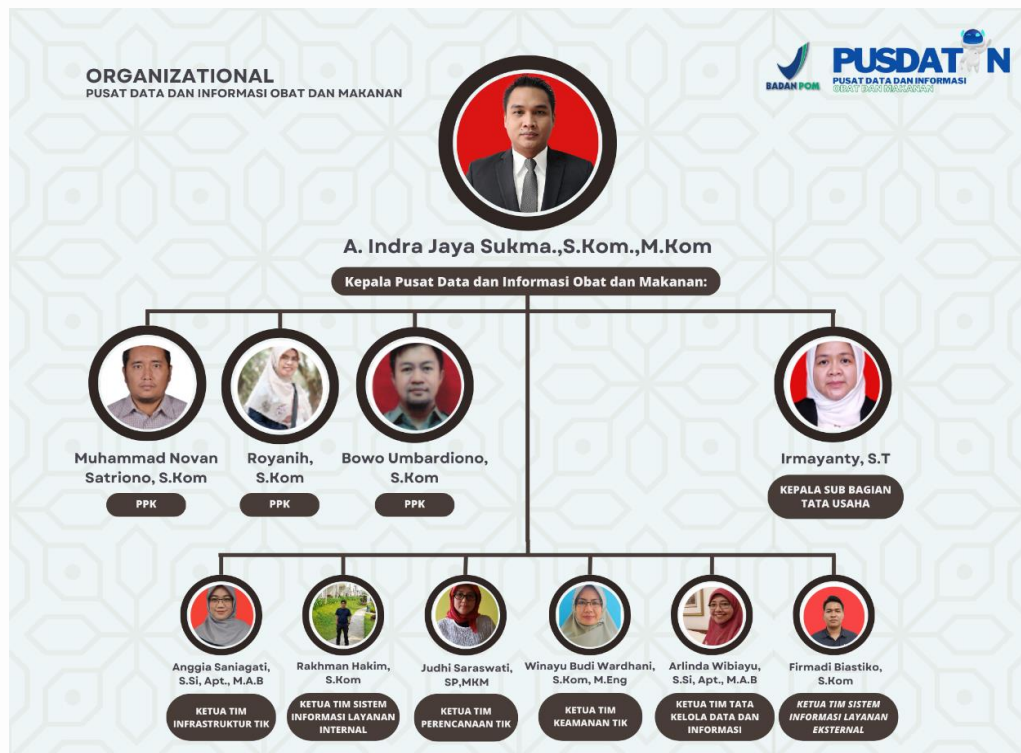 ORGANIZATIONAL
PUSAT DATA DAN INFORMASI OBAT DAN MAKANAN
BADAN POM
PUSDATIN
PUSAT DATA DAN INFORMASI
OBAT DAN MAKANAN
A. Indra Jaya Sukma.,S.Kom.,M.Kom
Kepala Pusat Data dan Informasi Obat dan Makanan:
Muhammad Novan
Satriono, S.Kom
PPK
Royanih,
S.Kom
PPK
Bowo Umbardiono,
S.Kom
PPK
Irmayanty, S.T
KEPALA SUB BAGIAN
TATA USAHA
Anggia Saniagati,
S.Si, Apt., M.A.B
KETUA TIM
INFRASTRUKTUR TIK
Rakhman Hakim,
S.Kom
KETUA TIM SISTEM
INFORMASI LAYANAN
INTERNAL
Judhi Saraswati,
SP,MKM
KETUA TIM
PERENCANAAN TIK
Winayu Budi Wardhani,
S.Kom, M.Eng
KETUA TIM
KEAMANAN TIK
Arlinda Wibiayu,
S.Si, Apt., M.A.B
KETUA TIM TATA
KELOLA DATA DAN
INFORMASI
Firmadi Biastiko,
S.Kom
KETUA TIM SISTEM
INFORMASI LAYANAN
EKSTERNAL